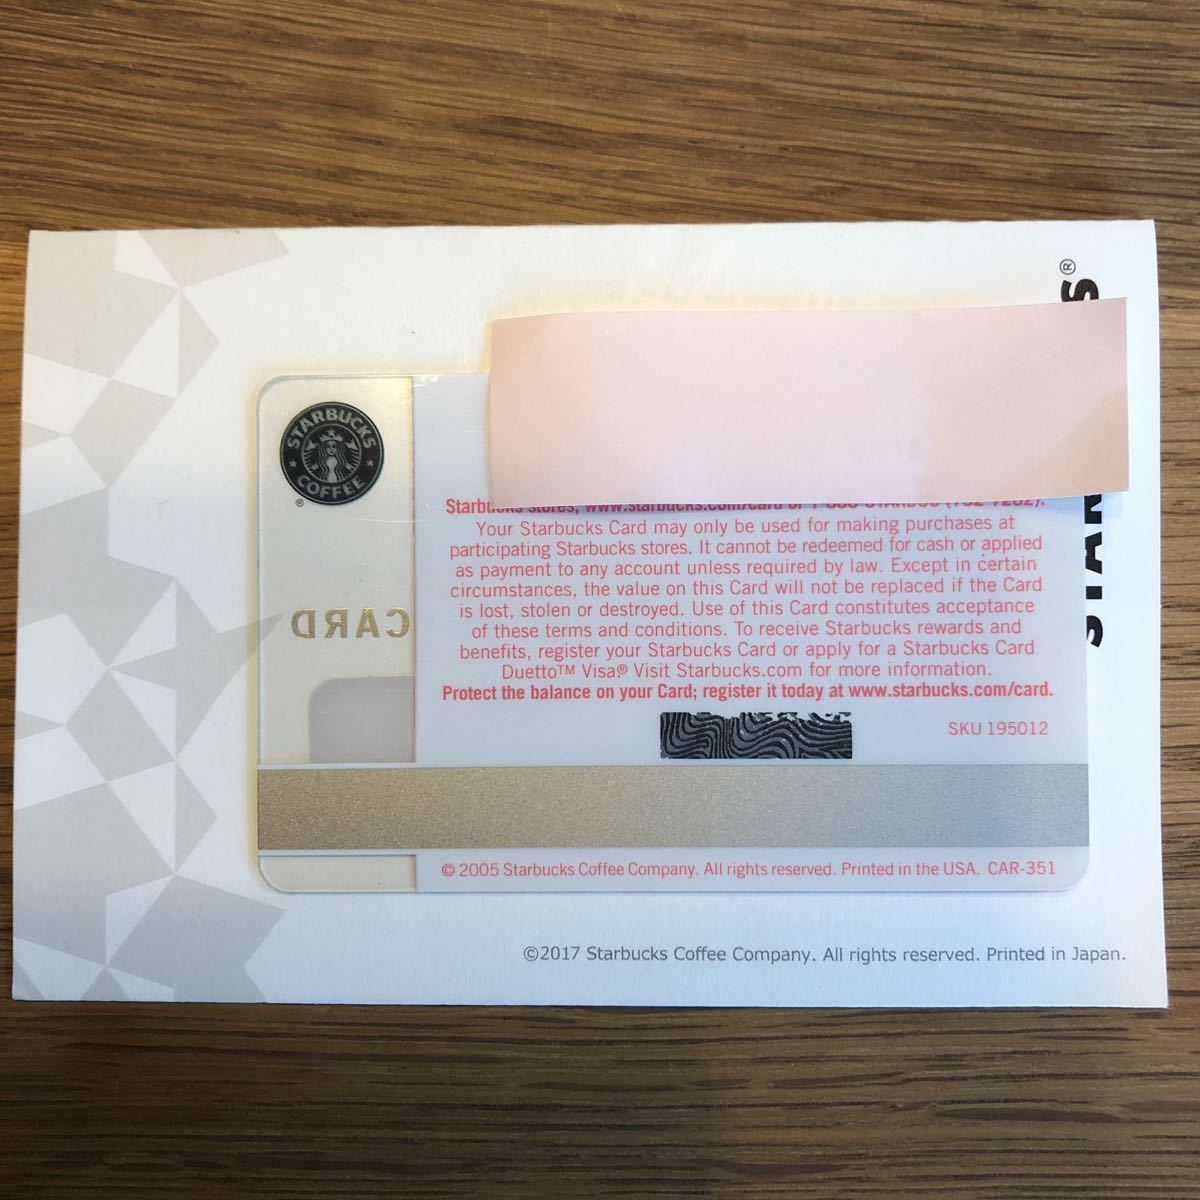 STARBUCKS
COFFEE
®
®
Starbucks stores, www.starbucks.com/card or
Your Starbucks Card may only be used for making purchases at
participating Starbucks stores. It cannot be redeemed for cash or applied
as payment to any account unless required by law. Except in certain
circumstances, the value on this Card will not be replaced if the Card
is lost, stolen or destroyed. Use of this Card constitutes acceptance
of these terms and conditions. To receive Starbucks rewards and
benefits, register your Starbucks Card or apply for a Starbucks Card
Duetto™ Visa® Visit Starbucks.com for more information.
Protect the balance on your Card; register it today at www.starbucks.com/card.
CARD
SKU 195012
© 2005 Starbucks Coffee Company. All rights reserved. Printed in the USA. CAR-351
©2017 Starbucks Coffee Company. All rights reserved. Printed in Japan.